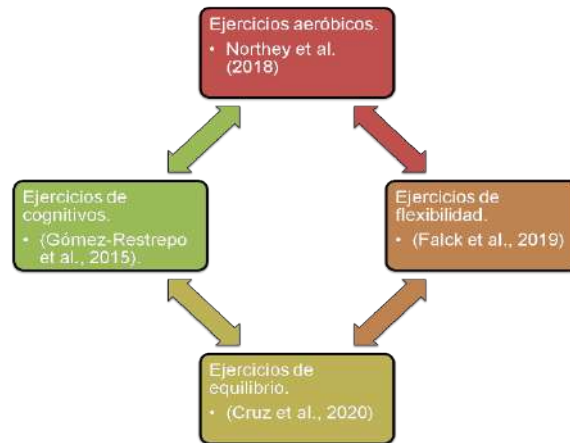 Ejercicios aeróbicos.
• Northey et al.
(2018)
Ejercicios de
cognitivos.
• (Gómez-Restrepo
et al., 2015).
Ejercicios de
flexibilidad.
• (Falck et al., 2019)
Ejercicios de
equilibrio.
• (Cruz et al., 2020)